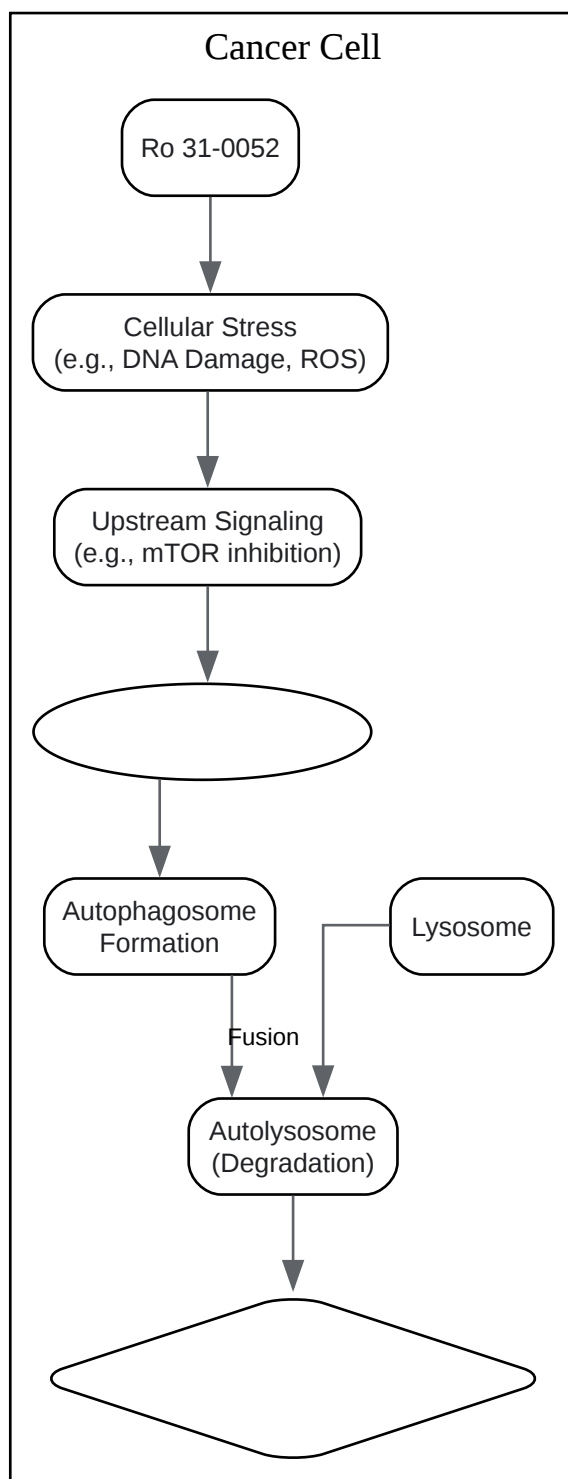 Cancer Cell
Ro 31-0052
Cellular Stress
(e.g., DNA Damage, ROS)
Upstream Signaling
(e.g., mTOR inhibition)
Autophagosome
Formation
Lysosome
Fusion
Autolysosome
(Degradation)